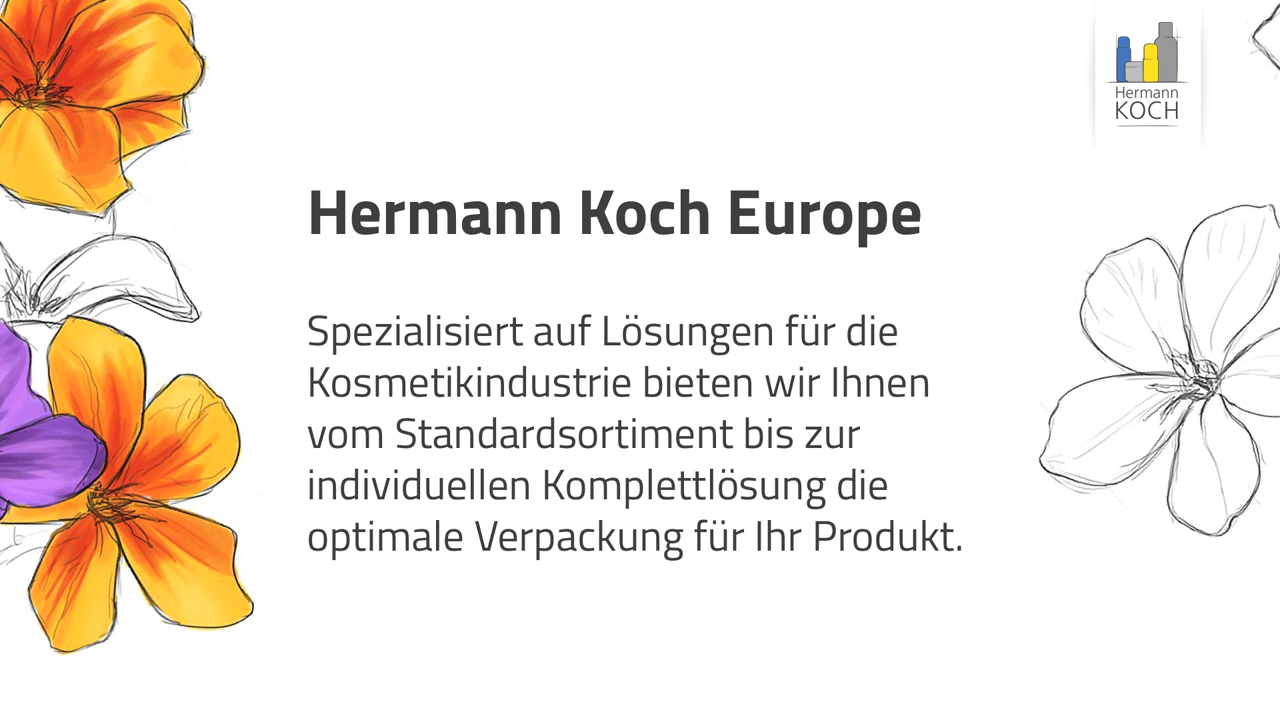 Hermann
KOCH
Hermann Koch Europe
Spezialisiert auf Lösungen für die
Kosmetikindustrie bieten wir Ihnen
vom Standardsortiment bis zur
individuellen Komplettlösung die
optimale Verpackung für Ihr Produkt.